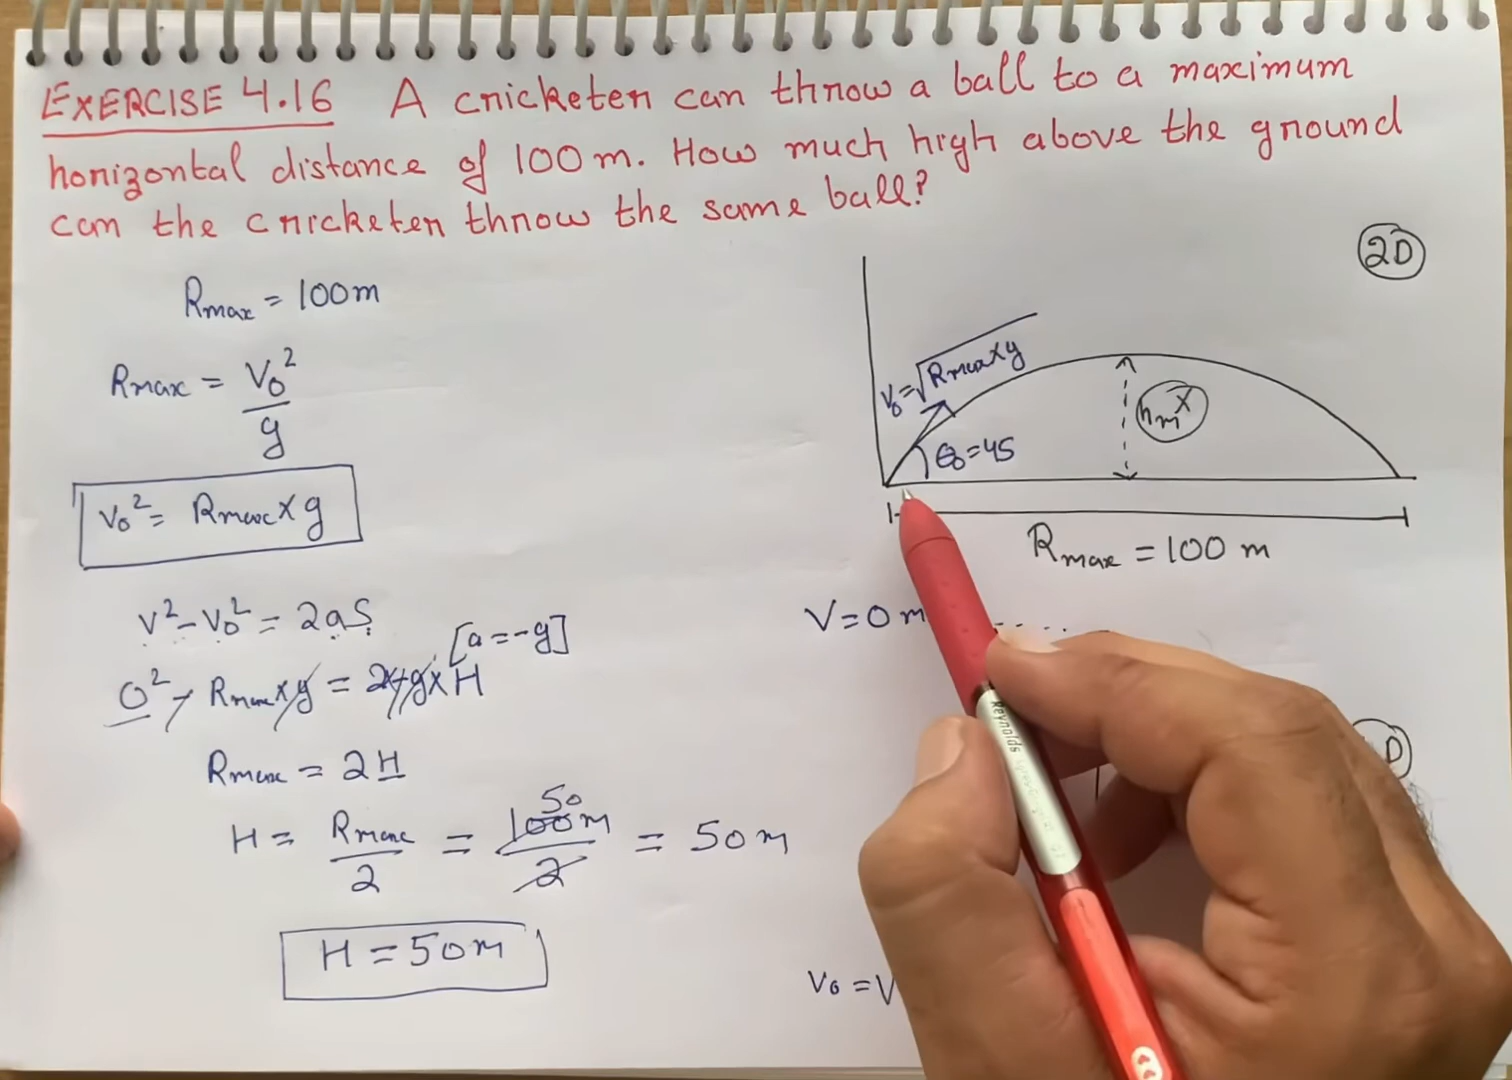 EXERCISE 4.16 A cricketer can throw a ball to a maximum
horizontal distance of 100 m. How much high above the ground
can the cricketer throw the same ball?
2D
Rmax = 100m
Rmax = V₀²/g
V₀² = Rmax × g
V² - V₀² = 2aS
[a = -g]
0² - Rmax × g = 2 × -g × H
Rmax = 2H
H = Rmax/2 = 100m/2 = 50m
50
H = 50m
V₀ = √Rmax × g
θ₀ = 45
hm X
Rmax = 100 m
V = 0 m
D
V₀ = V
Reynolds